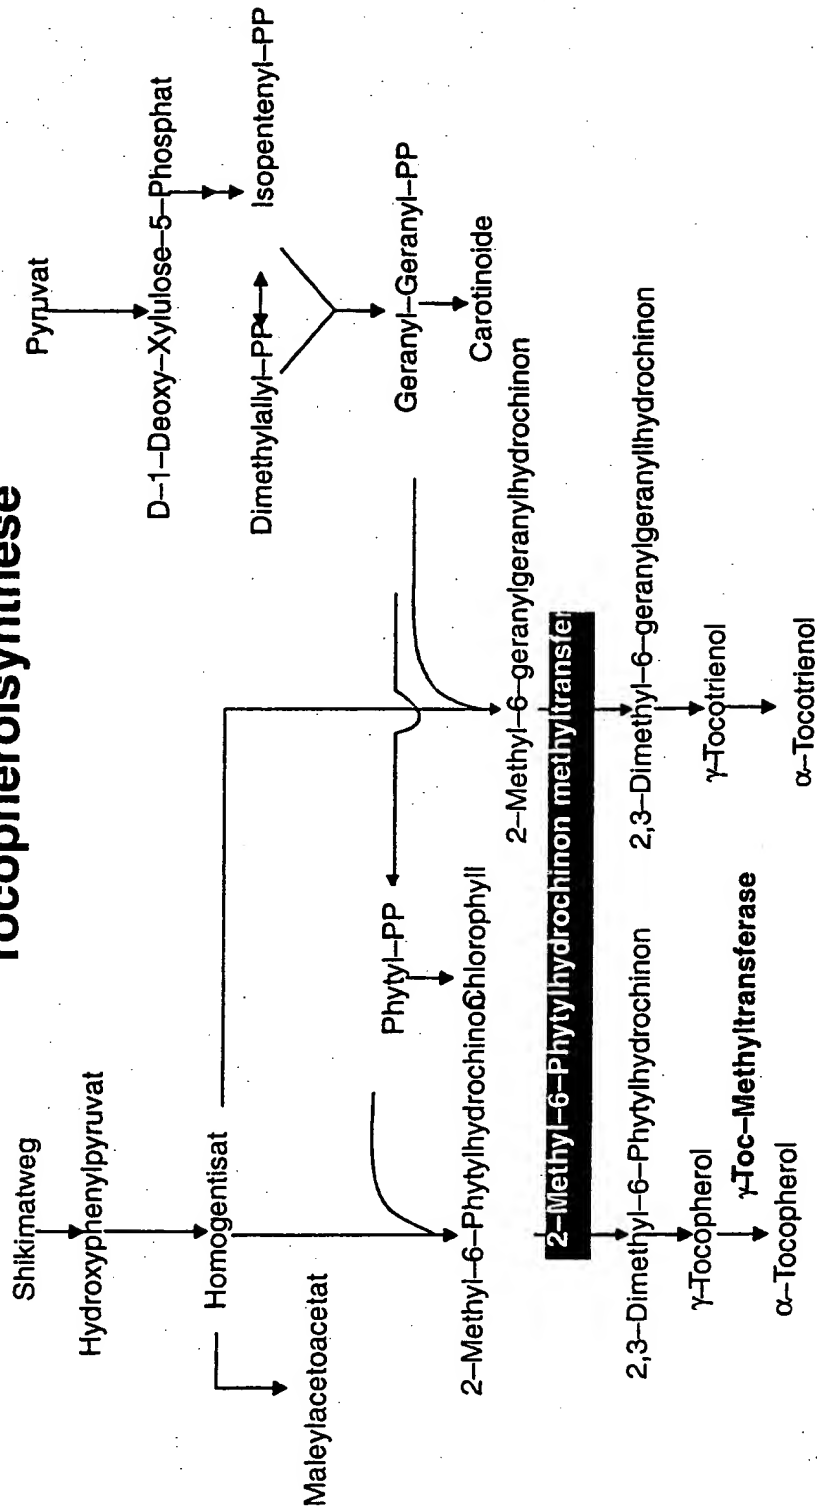 Tocopherolsynthese
Shikimatweg
Pyruvat
Hydroxyphenylpyruvat
D-1-Deoxy-Xylulose-5-Phosphat
Homogentisat
Dimethylallyl-PP
Isopentenyl-PP
Maleylacetoacetat
Phytyl-PP
Geranyl-Geranyl-PP
2-Methyl-6-Phytylhydrochinon
Chlorophyll
Carotinoide
2-Methyl-6-geranylgeranylhydrochinon
2-Methyl-6-Phytylhydrochinon methyltransfer
2,3-Dimethyl-6-Phytylhydrochinon
2,3-Dimethyl-6-geranylgeranyllhydrochinon
γ-Tocopherol
γ-Tocotrienol
γ-Toc-Methyltransferase
α-Tocopherol
α-Tocotrienol